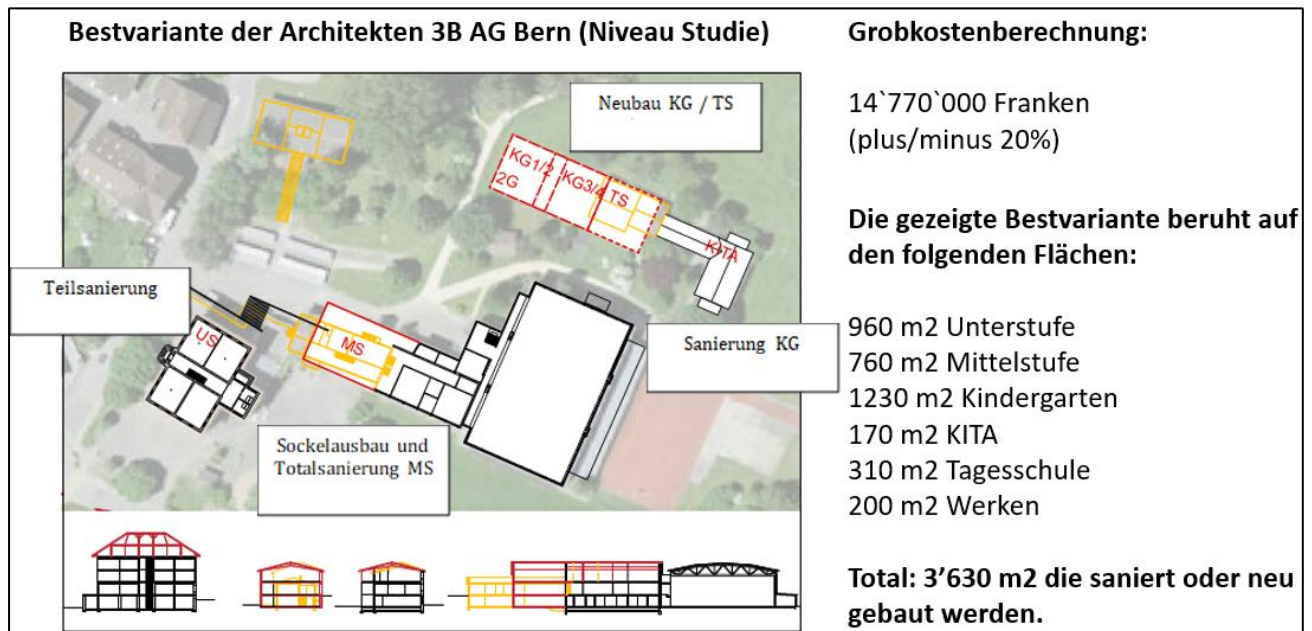 Bestvariante der Architekten 3B AG Bern (Niveau Studie)
Neubau KG / TS
KG1/2
2G
KG3/4
TS
KITA
Teilsanierung
US
MS
Sanierung KG
Sockelausbau und
Totalsanierung MS
Grobkostenberechnung:
14`770`000 Franken
(plus/minus 20%)
Die gezeigte Bestvariante beruht auf
den folgenden Flächen:
960 m2 Unterstufe
760 m2 Mittelstufe
1230 m2 Kindergarten
170 m2 KITA
310 m2 Tagesschule
200 m2 Werken
Total: 3’630 m2 die saniert oder neu
gebaut werden.